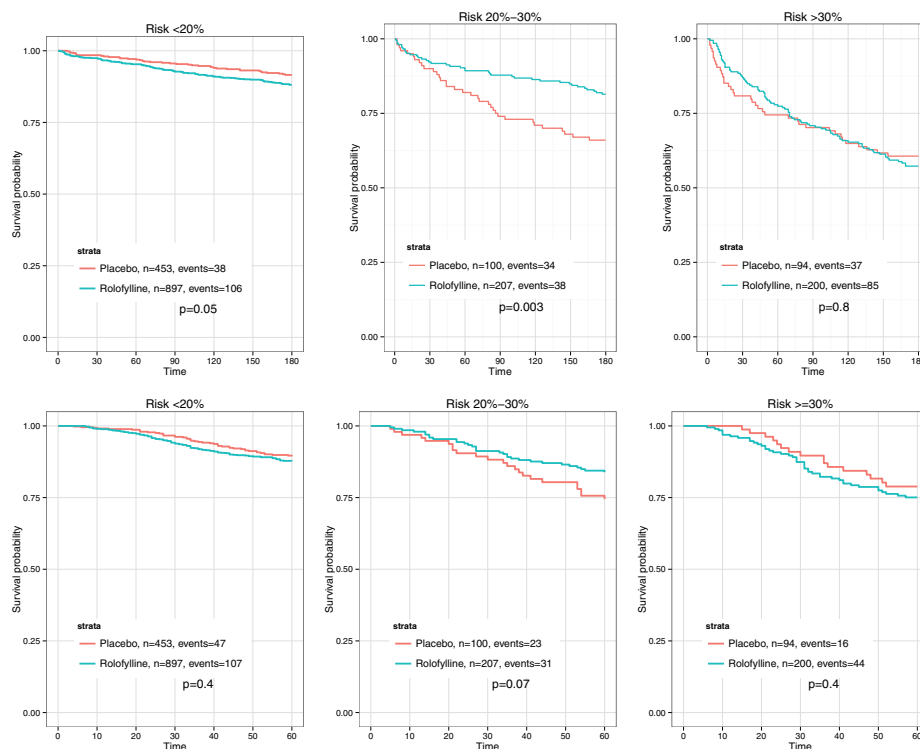 Risk <20%
Survival probability
1.00
0.75
0.50
0.25
0.00
strata
Placebo, n=453, events=38
Rolofylline, n=897, events=106
p=0.05
0 30 60 90 120 150 180
Time
Risk 20%−30%
Survival probability
1.00
0.75
0.50
0.25
0.00
strata
Placebo, n=100, events=34
Rolofylline, n=207, events=38
p=0.003
0 30 60 90 120 150 180
Time
Risk >30%
Survival probability
1.00
0.75
0.50
0.25
0.00
strata
Placebo, n=94, events=37
Rolofylline, n=200, events=85
p=0.8
0 30 60 90 120 150 180
Time
Risk <20%
Survival probability
1.00
0.75
0.50
0.25
0.00
strata
Placebo, n=453, events=47
Rolofylline, n=897, events=107
p=0.4
0 10 20 30 40 50 60
Time
Risk 20%−30%
Survival probability
1.00
0.75
0.50
0.25
0.00
strata
Placebo, n=100, events=23
Rolofylline, n=207, events=31
p=0.07
0 10 20 30 40 50 60
Time
Risk >=30%
Survival probability
1.00
0.75
0.50
0.25
0.00
strata
Placebo, n=94, events=16
Rolofylline, n=200, events=44
p=0.4
0 10 20 30 40 50 60
Time